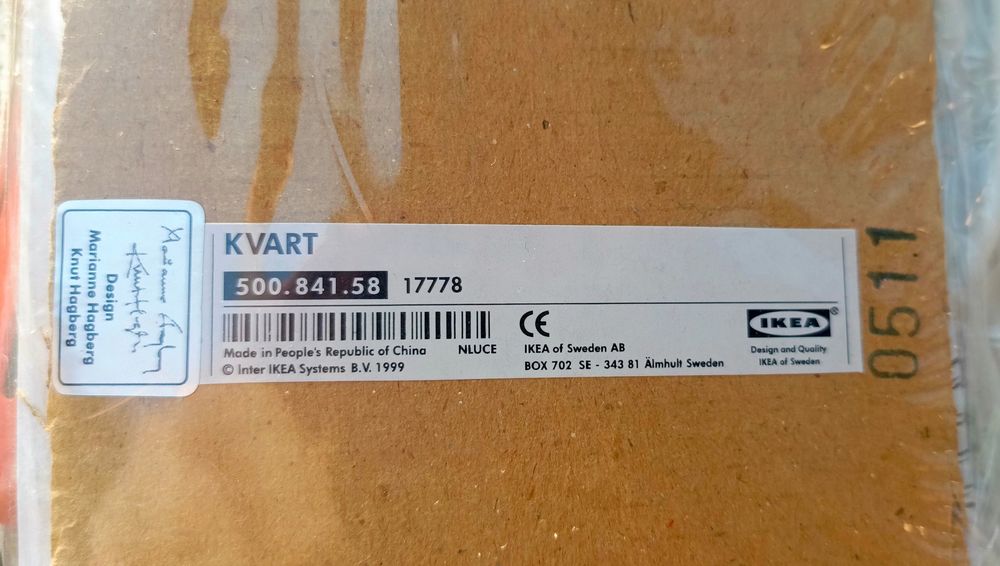 Design
Marianne Hagberg
Knut Hagberg
KVART
500.841.58 17778
CE
IKEA®
Made in People's Republic of China NLUCE
© Inter IKEA Systems B.V. 1999
IKEA of Sweden AB
BOX 702 SE - 343 81 Älmhult Sweden
Design and Quality
IKEA of Sweden
0511